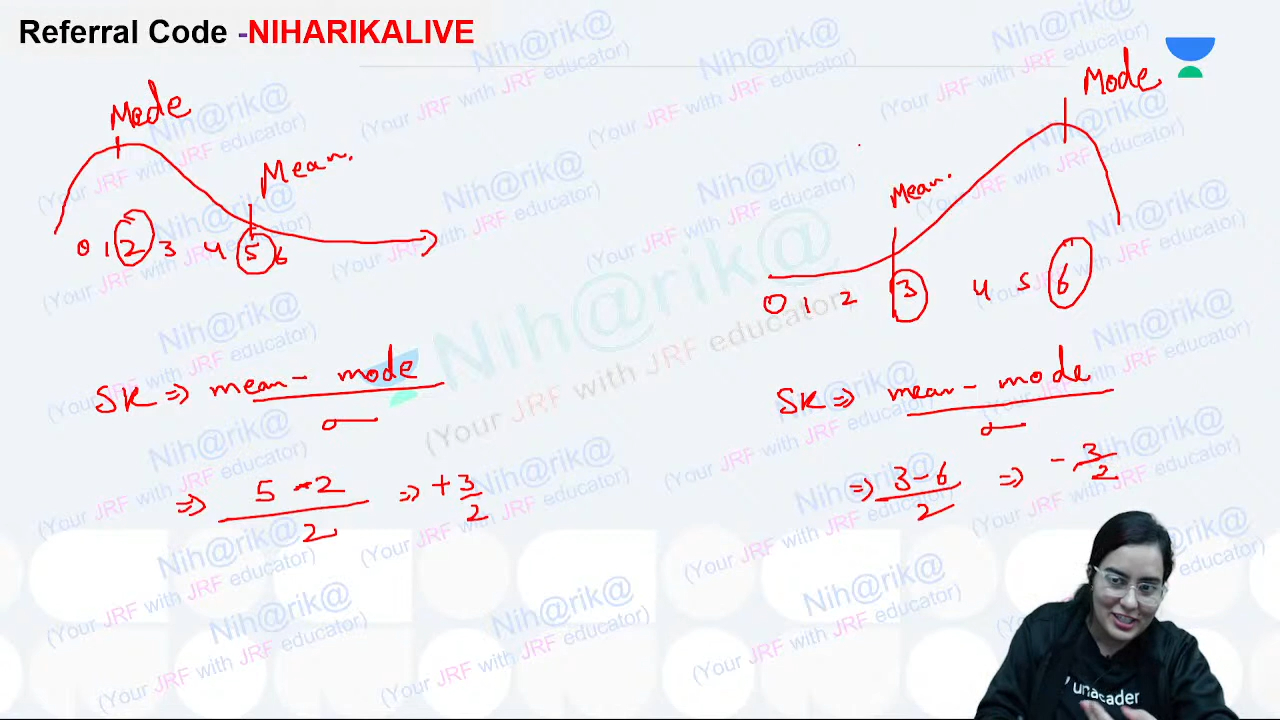 Referral Code -NIHARIKALIVE
Mode
Mean.
0 1 2 3 4 5 6
SK ⇒ mean - mode
σ
⇒ 5 - 2 ⇒ + 3
2 2
Mode
Mean.
0 1 2 3 4 5 6
SK ⇒ mean - mode
σ
⇒ 3 - 6 ⇒ - 3
2 2
Nih@rik@
(Your JRF with JRF educator)
unacader